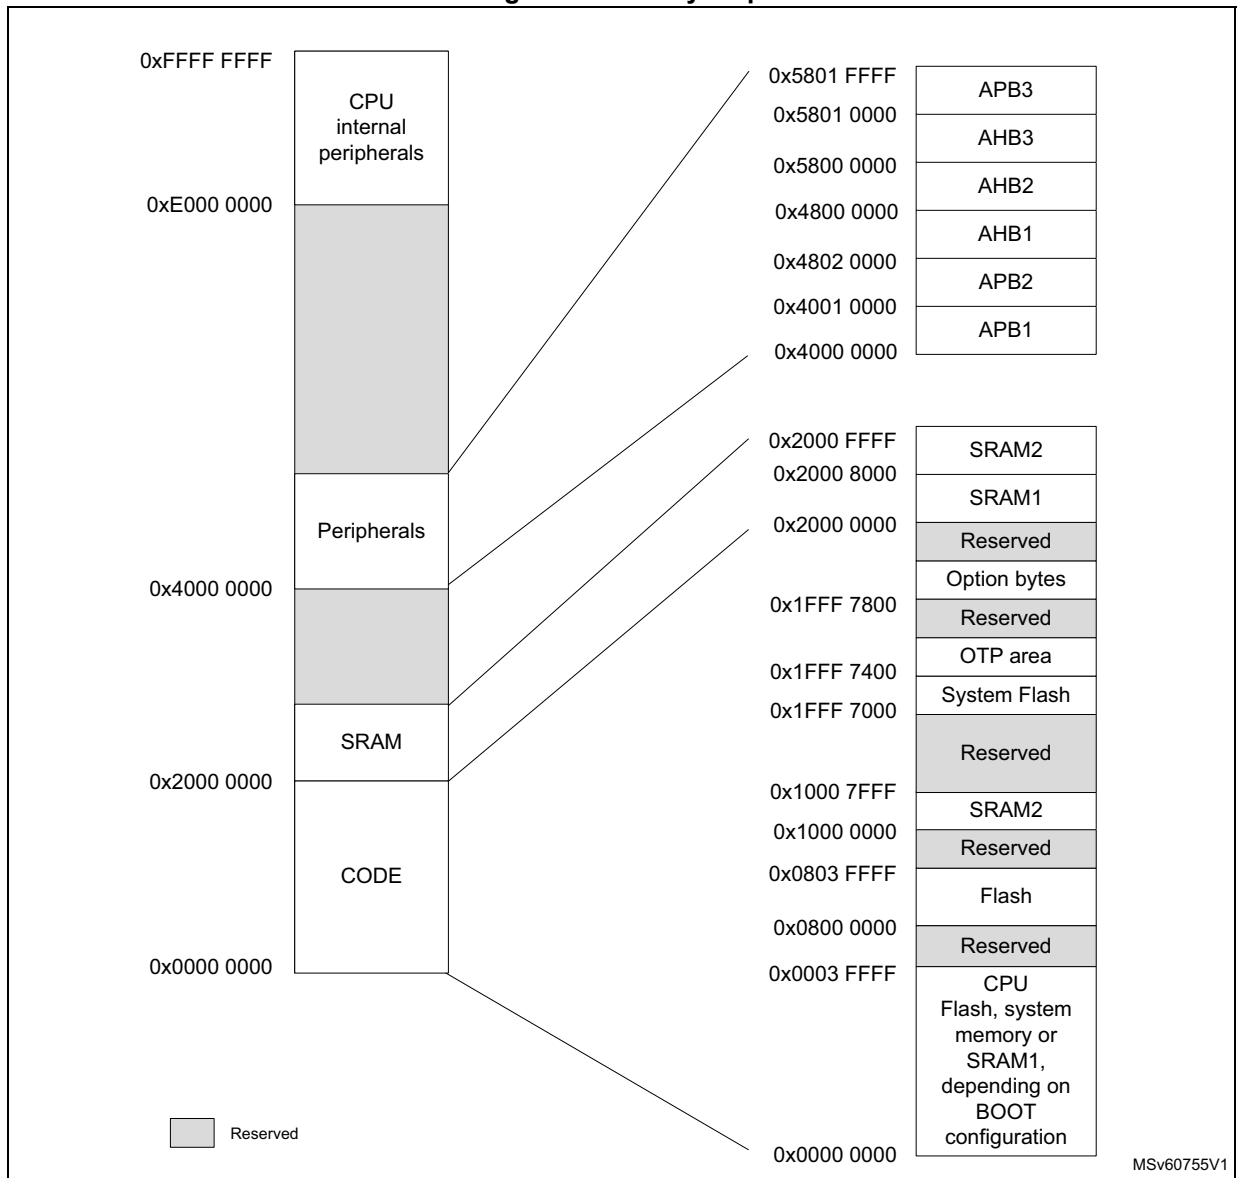 0xFFFF FFFF
CPU
internal
peripherals
0xE000 0000
Peripherals
0x4000 0000
SRAM
0x2000 0000
CODE
0x0000 0000
Reserved
0x5801 FFFF
APB3
0x5801 0000
AHB3
0x5800 0000
AHB2
0x4800 0000
AHB1
0x4802 0000
APB2
0x4001 0000
APB1
0x4000 0000
0x2000 FFFF
SRAM2
0x2000 8000
SRAM1
0x2000 0000
Reserved
Option bytes
0x1FFF 7800
Reserved
OTP area
0x1FFF 7400
System Flash
0x1FFF 7000
Reserved
0x1000 7FFF
SRAM2
0x1000 0000
Reserved
0x0803 FFFF
Flash
0x0800 0000
Reserved
0x0003 FFFF
CPU
Flash, system
memory or
SRAM1,
depending on
BOOT
configuration
0x0000 0000
MSv60755V1